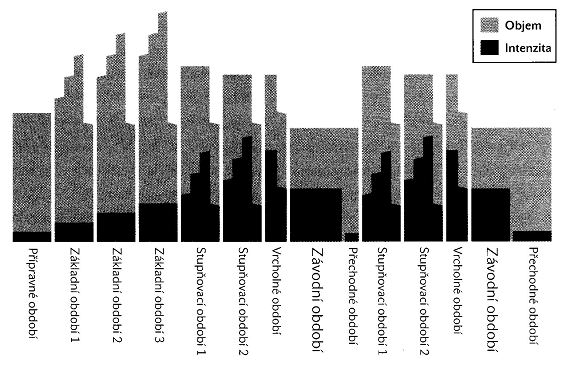 Objem
Intenzita
Přípravné období
Základní období 1
Základní období 2
Základní období 3
Stupňovací období 1
Stupňovací období 2
Vrcholné období
Závodní období
Přechodné období
Stupňovací období 1
Stupňovací období 2
Vrcholné období
Závodní období
Přechodné období